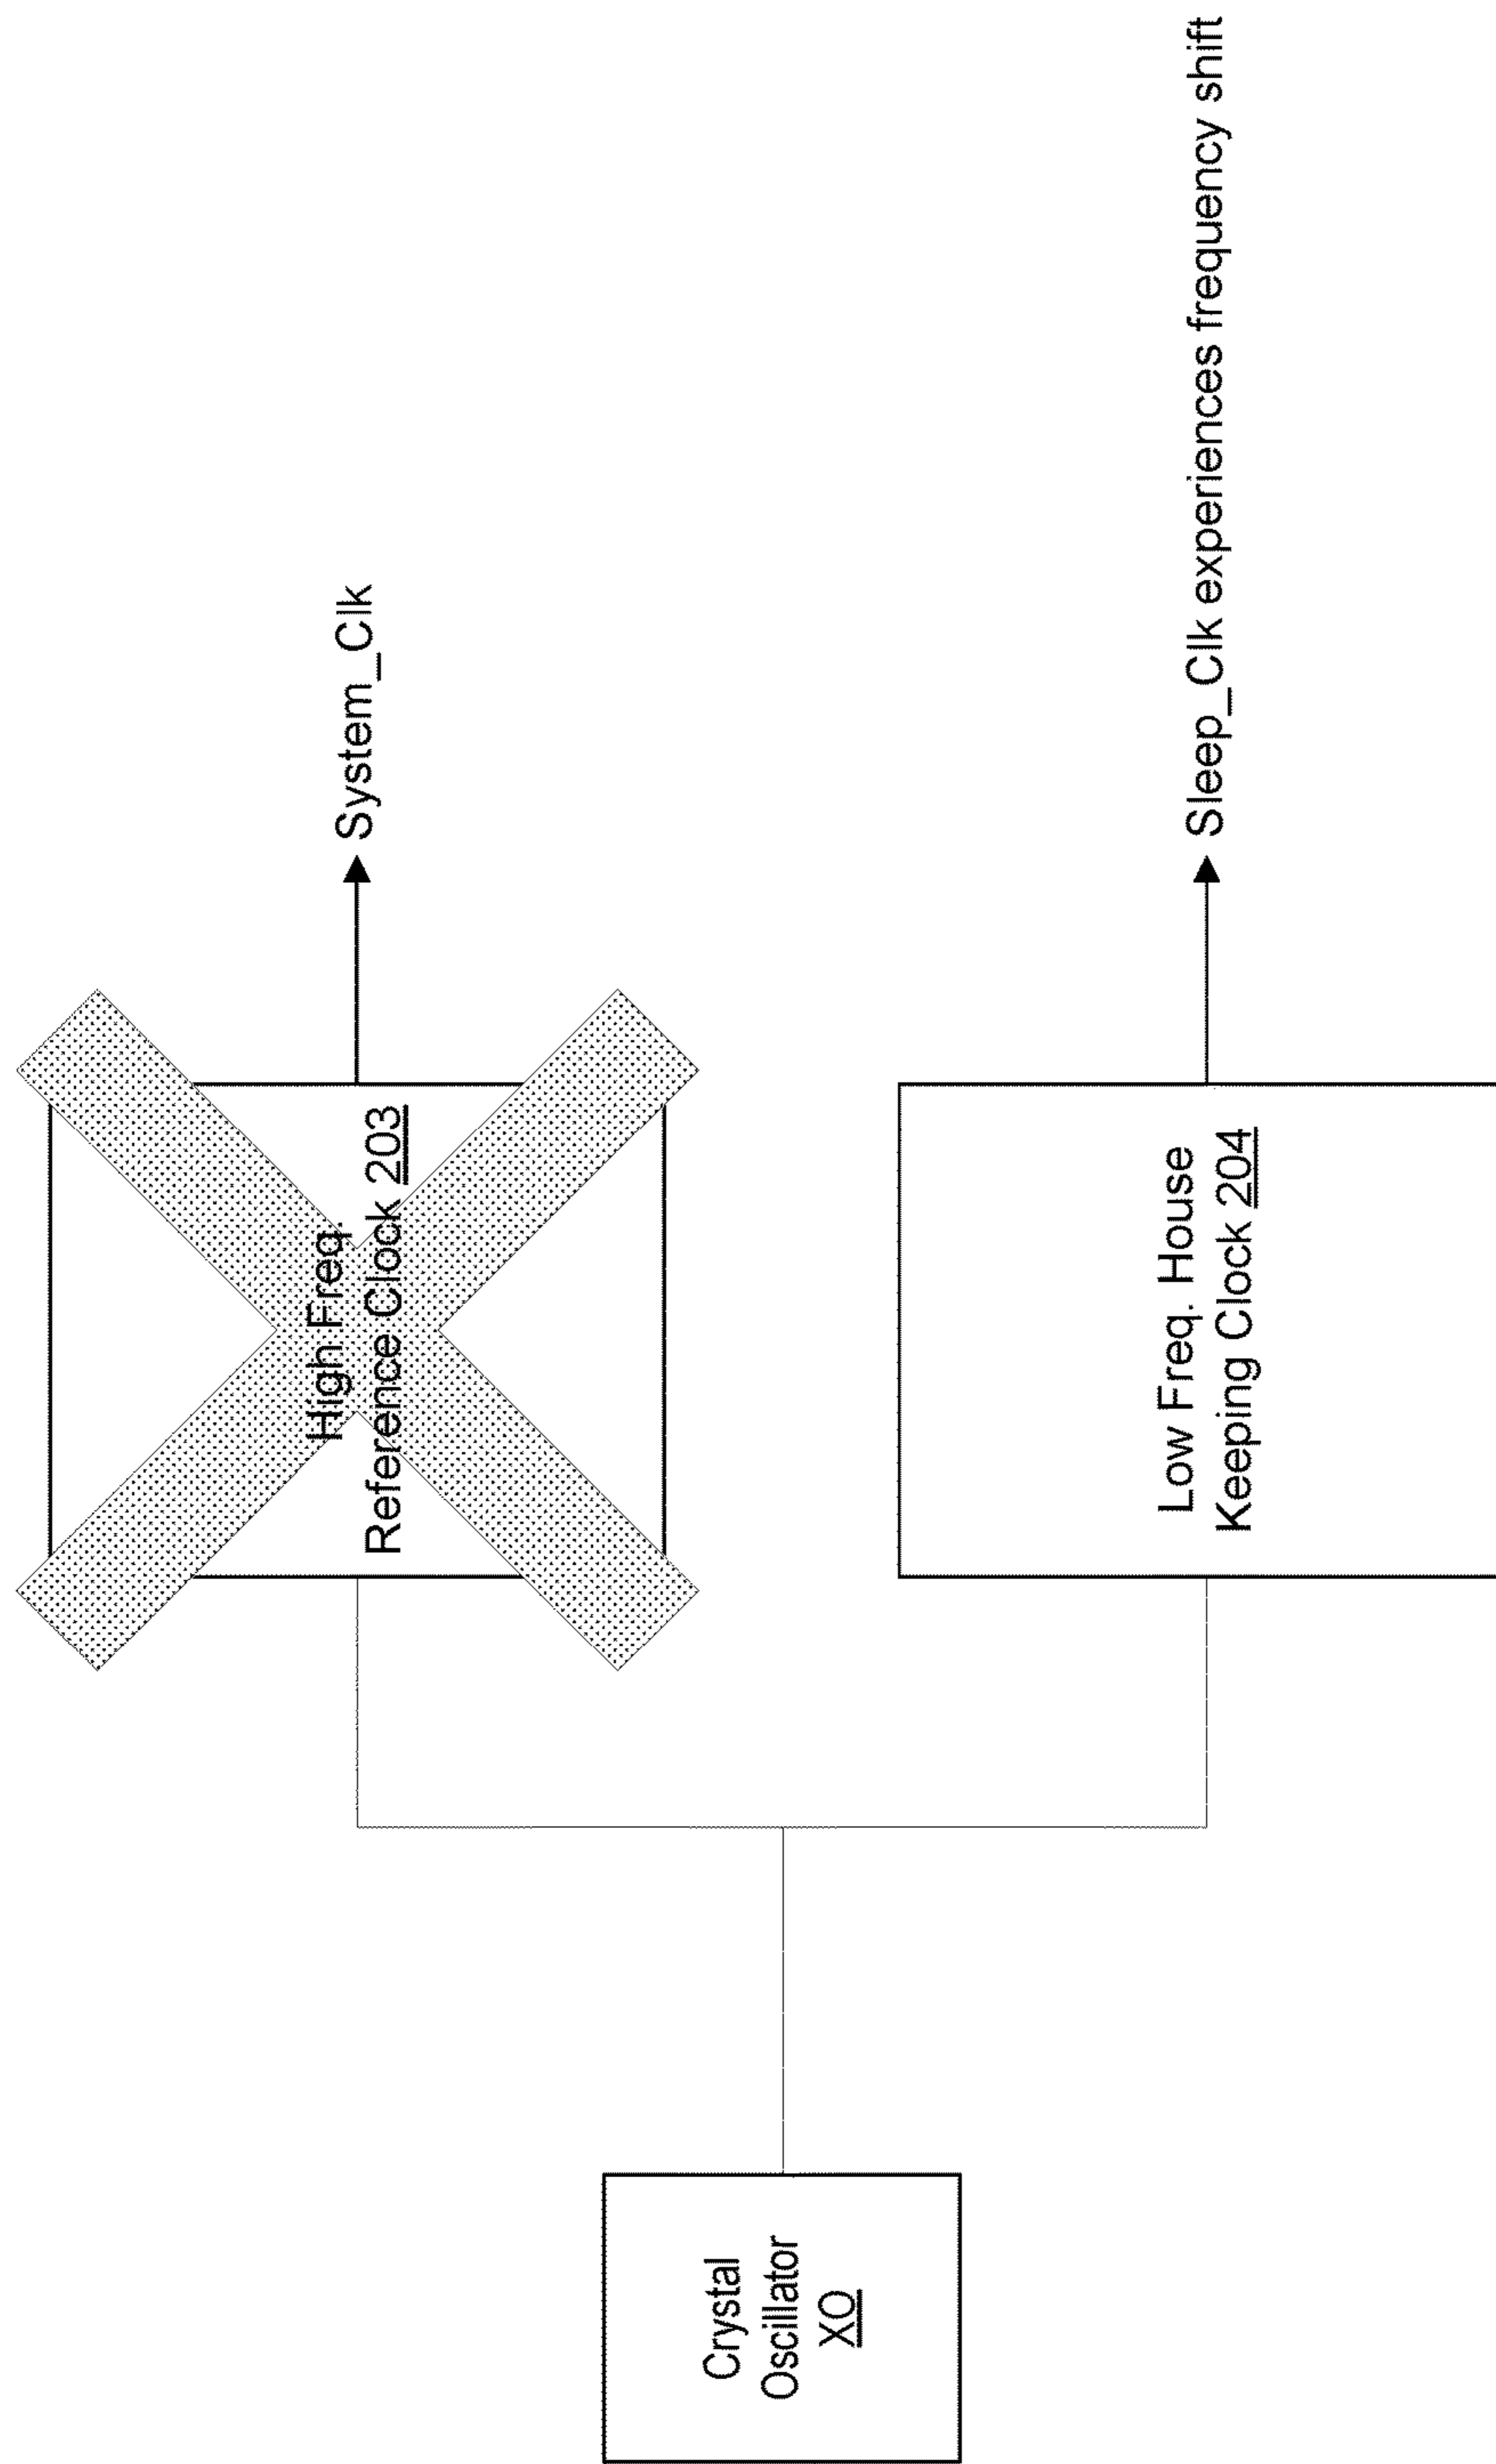 Crystal
Oscillator
XO
High Freq.
Reference Clock 203
System_Clk
Low Freq. House
Keeping Clock 204
Sleep_Clk experiences frequency shift